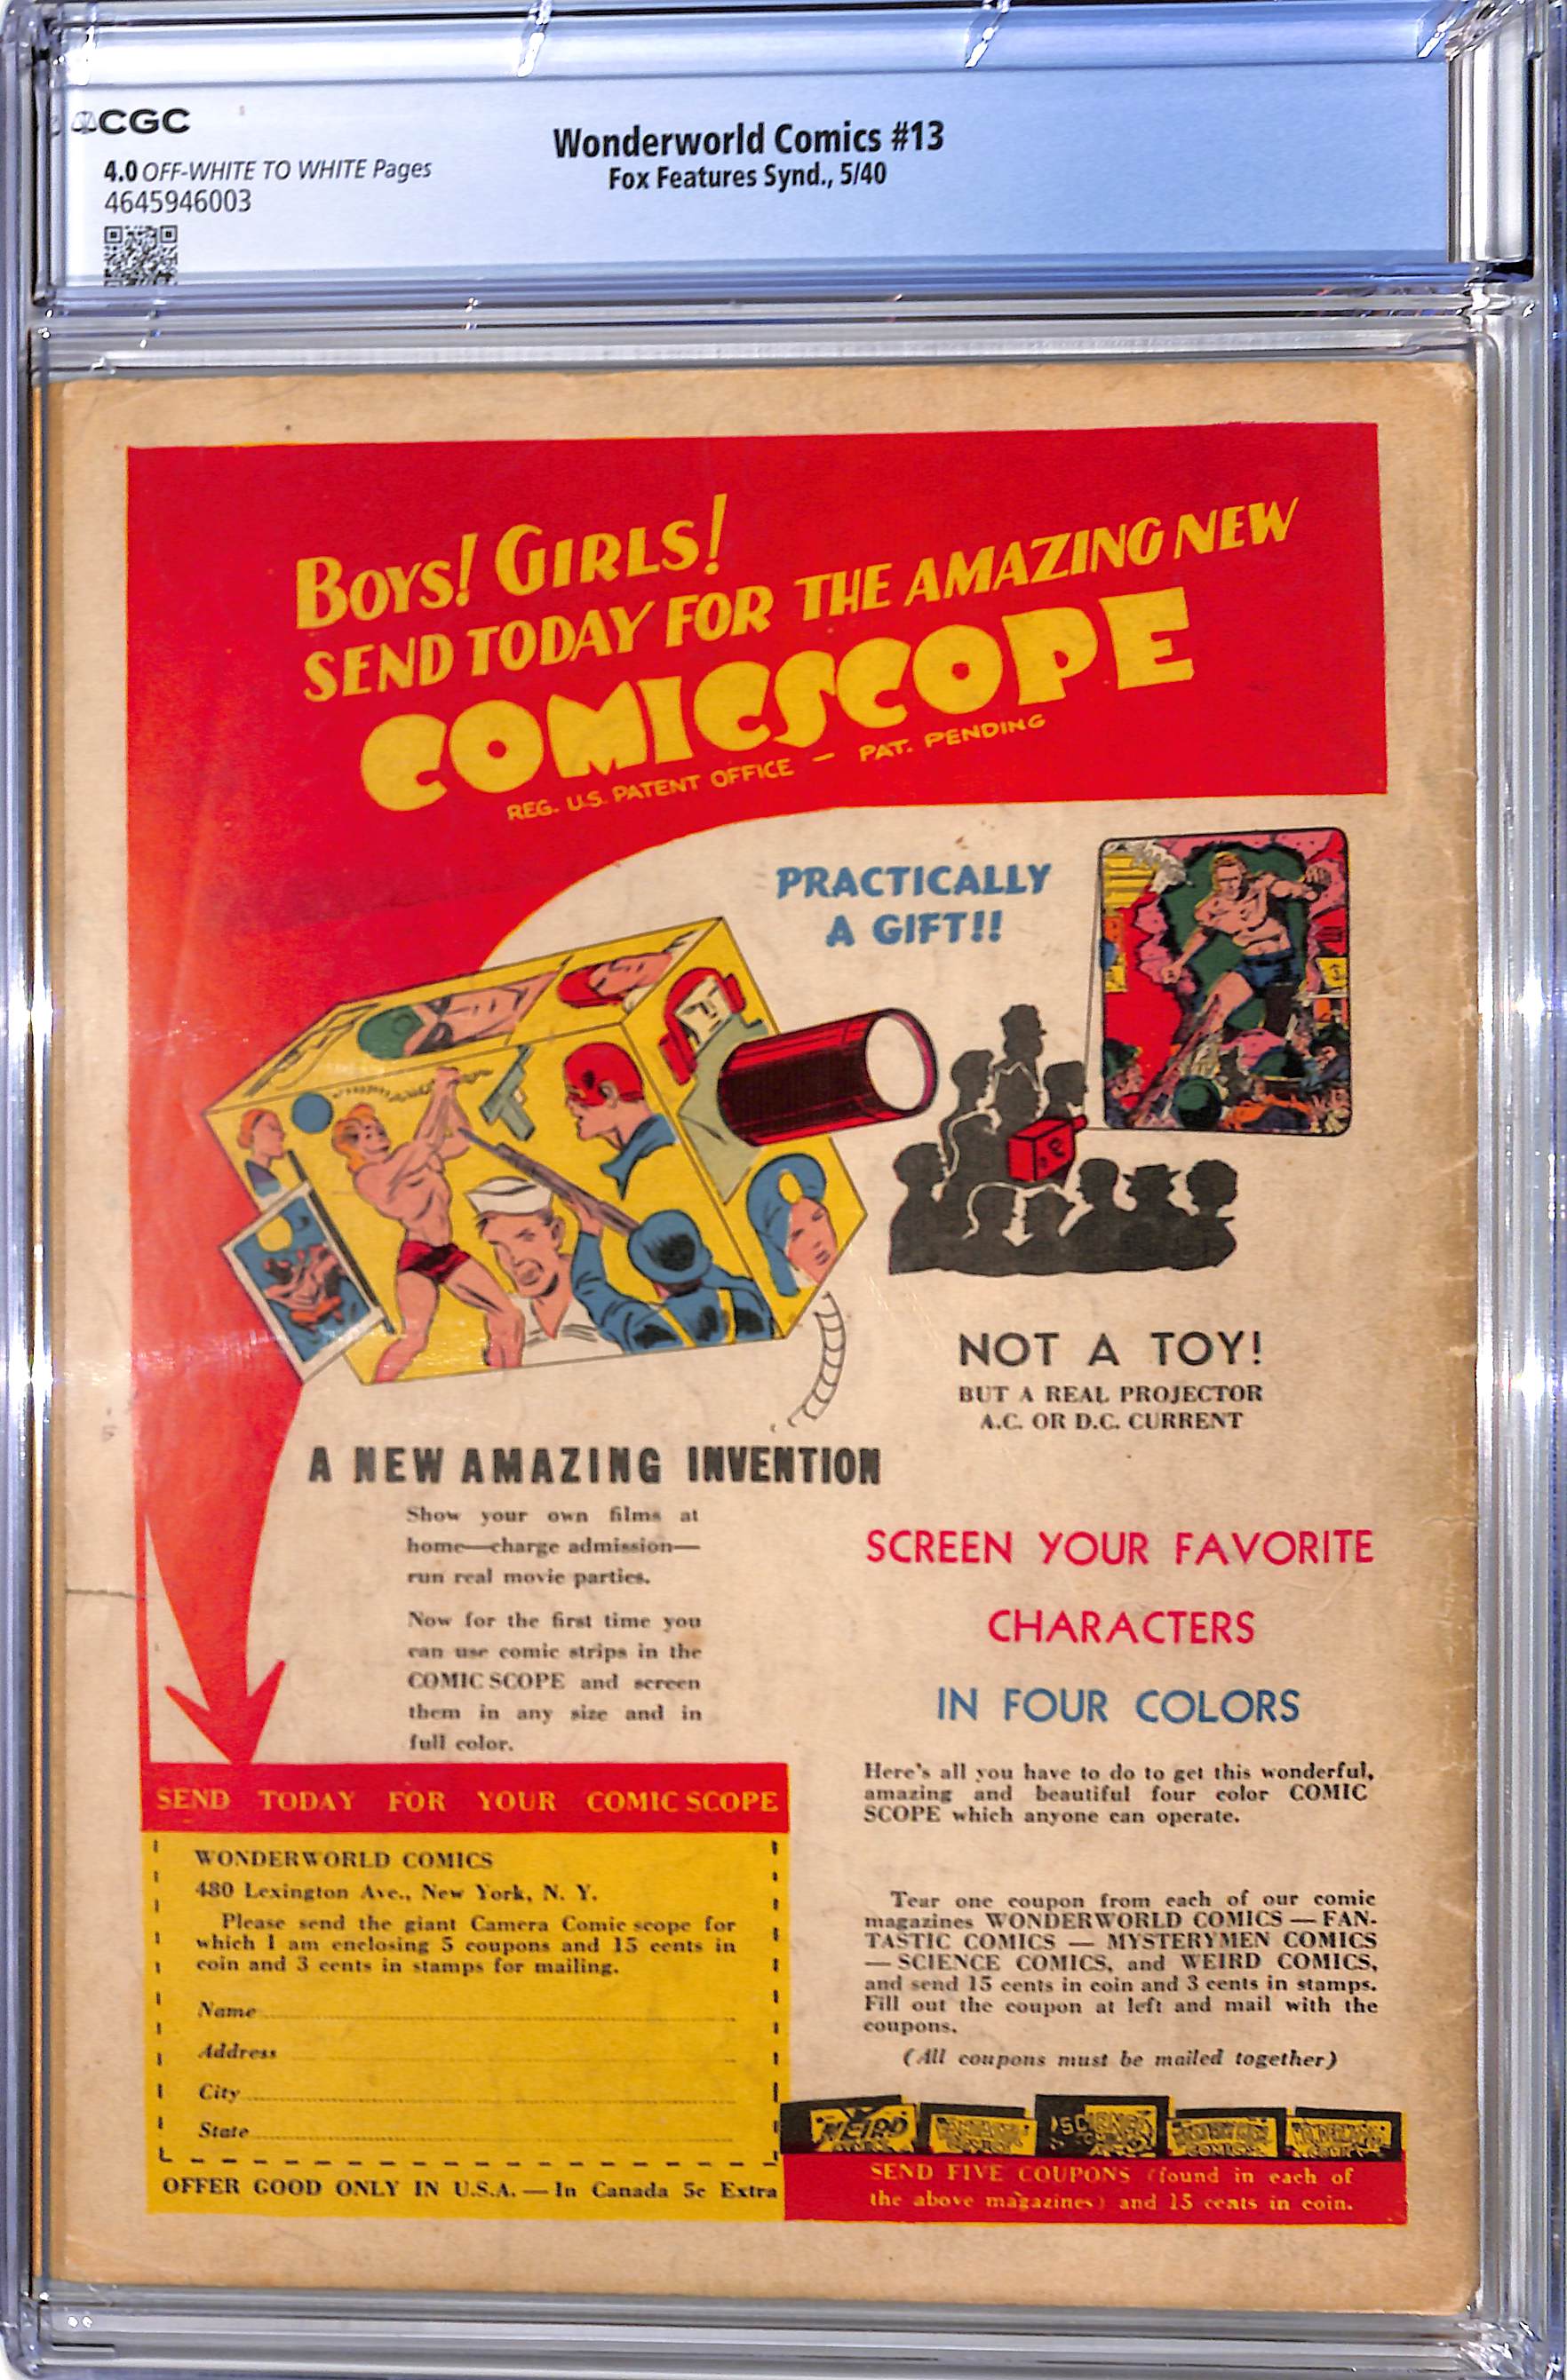 CGC
4.0 OFF-WHITE TO WHITE Pages
4645946003
Wonderworld Comics #13
Fox Features Synd., 5/40
BOYS! GIRLS!
SEND TODAY FOR THE AMAZING NEW
COMICSCOPE
REG. U.S. PATENT OFFICE — PAT. PENDING
PRACTICALLY
A GIFT!!
NOT A TOY!
BUT A REAL PROJECTOR
A.C. OR D.C. CURRENT
A NEW AMAZING INVENTION
Show your own films at
home—charge admission—
run real movie parties.
Now for the first time you
can use comic strips in the
COMIC SCOPE and screen
them in any size and in
full color.
SCREEN YOUR FAVORITE
CHARACTERS
IN FOUR COLORS
Here's all you have to do to get this wonderful,
amazing and beautiful four color COMIC
SCOPE which anyone can operate.
Tear one coupon from each of our comic
magazines WONDERWORLD COMICS — FAN-
TASTIC COMICS — MYSTERYMEN COMICS
— SCIENCE COMICS, and WEIRD COMICS,
and send 15 cents in coin and 3 cents in stamps.
Fill out the coupon at left and mail with the
coupons.
(All coupons must be mailed together)
SEND TODAY FOR YOUR COMIC SCOPE
WONDERWORLD COMICS
480 Lexington Ave., New York, N. Y.
Please send the giant Camera Comic scope for
which I am enclosing 5 coupons and 15 cents in
coin and 3 cents in stamps for mailing.
Name
Address
City
State
OFFER GOOD ONLY IN U.S.A. — In Canada 5c Extra
WEIRD
SCIENCE
SEND FIVE COUPONS (found in each of
the above magazines) and 15 cents in coin.